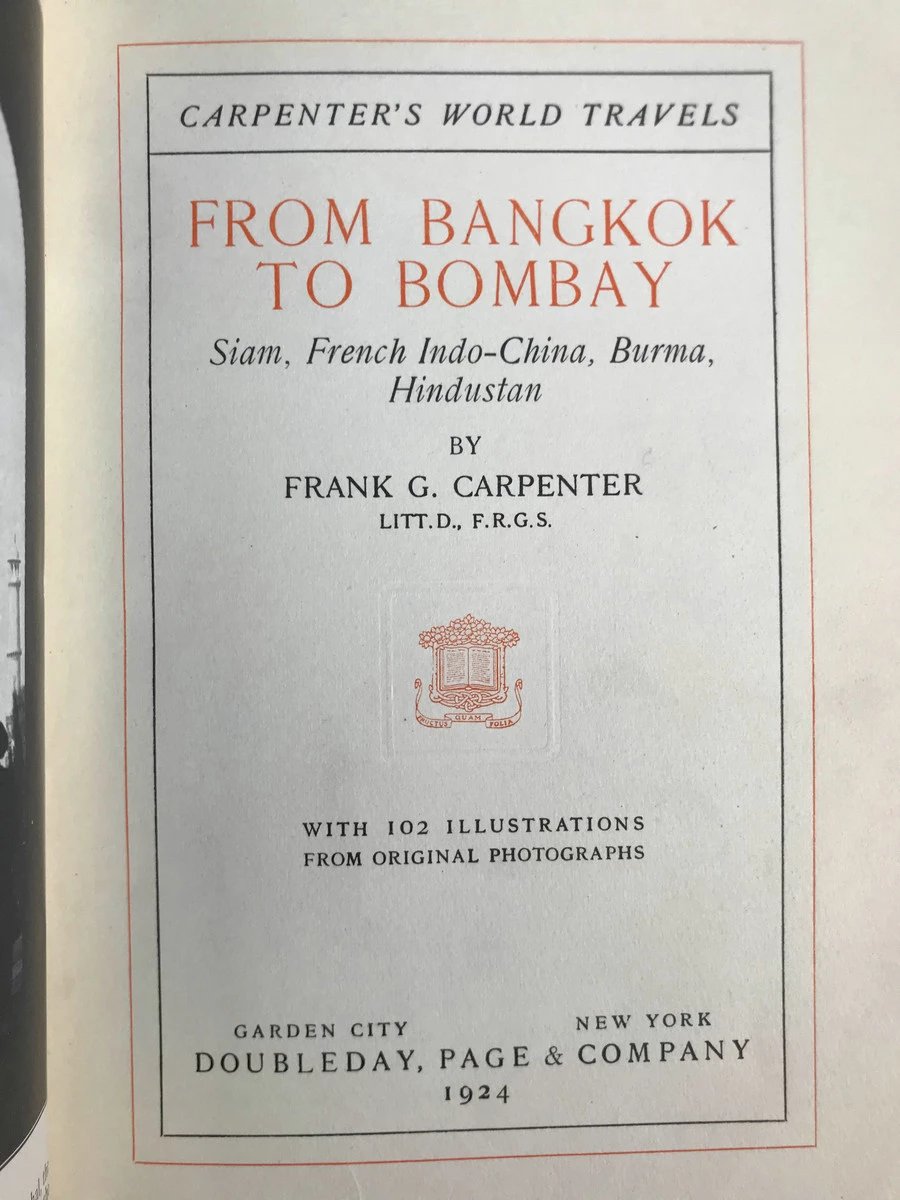 CARPENTER'S WORLD TRAVELS
FROM BANGKOK
TO BOMBAY
Siam, French Indo-China, Burma,
Hindustan
BY
FRANK G. CARPENTER
LITT.D., F.R.G.S.
FRUCTUS QUAM FOLIA
WITH 102 ILLUSTRATIONS
FROM ORIGINAL PHOTOGRAPHS
GARDEN CITY NEW YORK
DOUBLEDAY, PAGE & COMPANY
1924